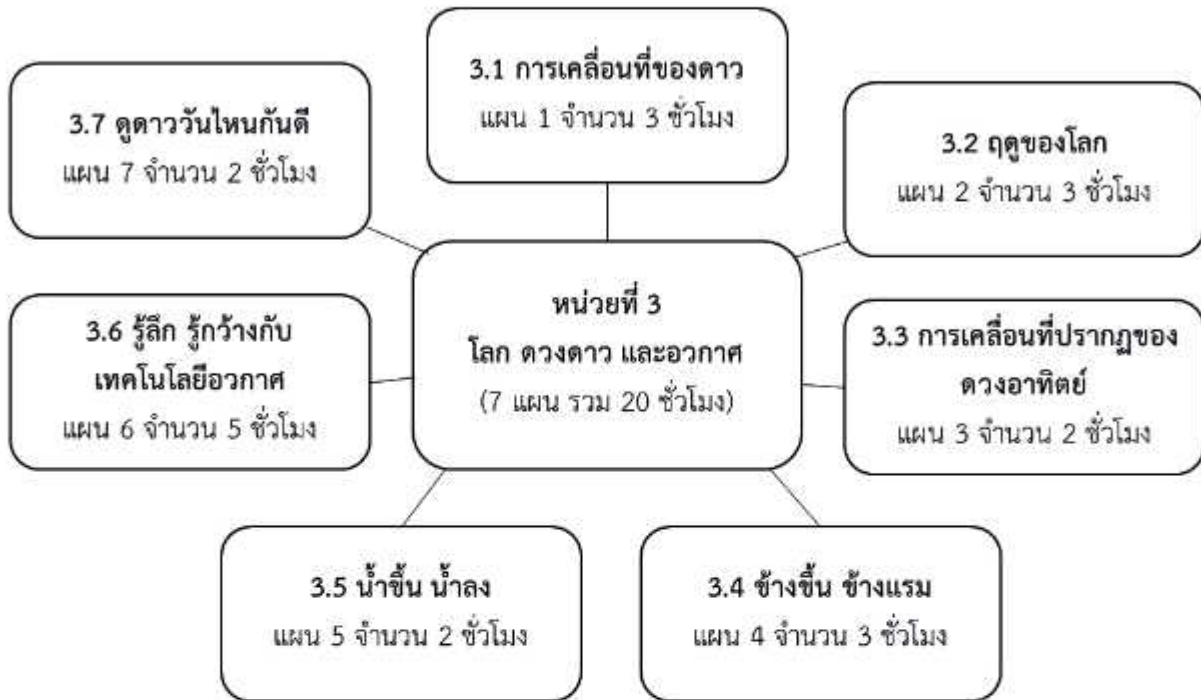 3.1 การเคลื่อนที่ของดาว
แผน 1 จำนวน 3 ชั่วโมง
3.7 ดูดาววันไหนกันดี
แผน 7 จำนวน 2 ชั่วโมง
3.2 ฤดูของโลก
แผน 2 จำนวน 3 ชั่วโมง
หน่วยที่ 3
โลก ดวงดาว และอวกาศ
(7 แผน รวม 20 ชั่วโมง)
3.6 รู้ลึก รู้กว้างกับ
เทคโนโลยีอวกาศ
แผน 6 จำนวน 5 ชั่วโมง
3.3 การเคลื่อนที่ปรากฏของ
ดวงอาทิตย์
แผน 3 จำนวน 2 ชั่วโมง
3.5 น้ำขึ้น น้ำลง
แผน 5 จำนวน 2 ชั่วโมง
3.4 ข้างขึ้น ข้างแรม
แผน 4 จำนวน 3 ชั่วโมง